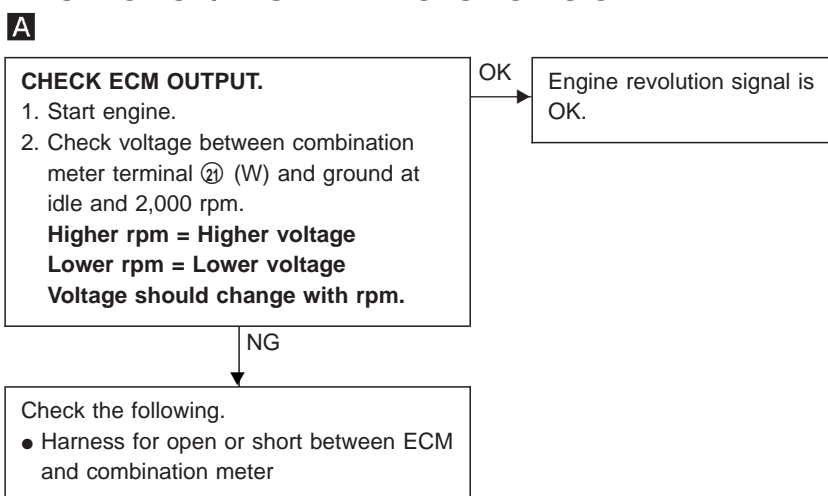 A
CHECK ECM OUTPUT.
1. Start engine.
2. Check voltage between combination
meter terminal ㉑ (W) and ground at
idle and 2,000 rpm.
Higher rpm = Higher voltage
Lower rpm = Lower voltage
Voltage should change with rpm.
OK
Engine revolution signal is
OK.
NG
Check the following.
● Harness for open or short between ECM
and combination meter